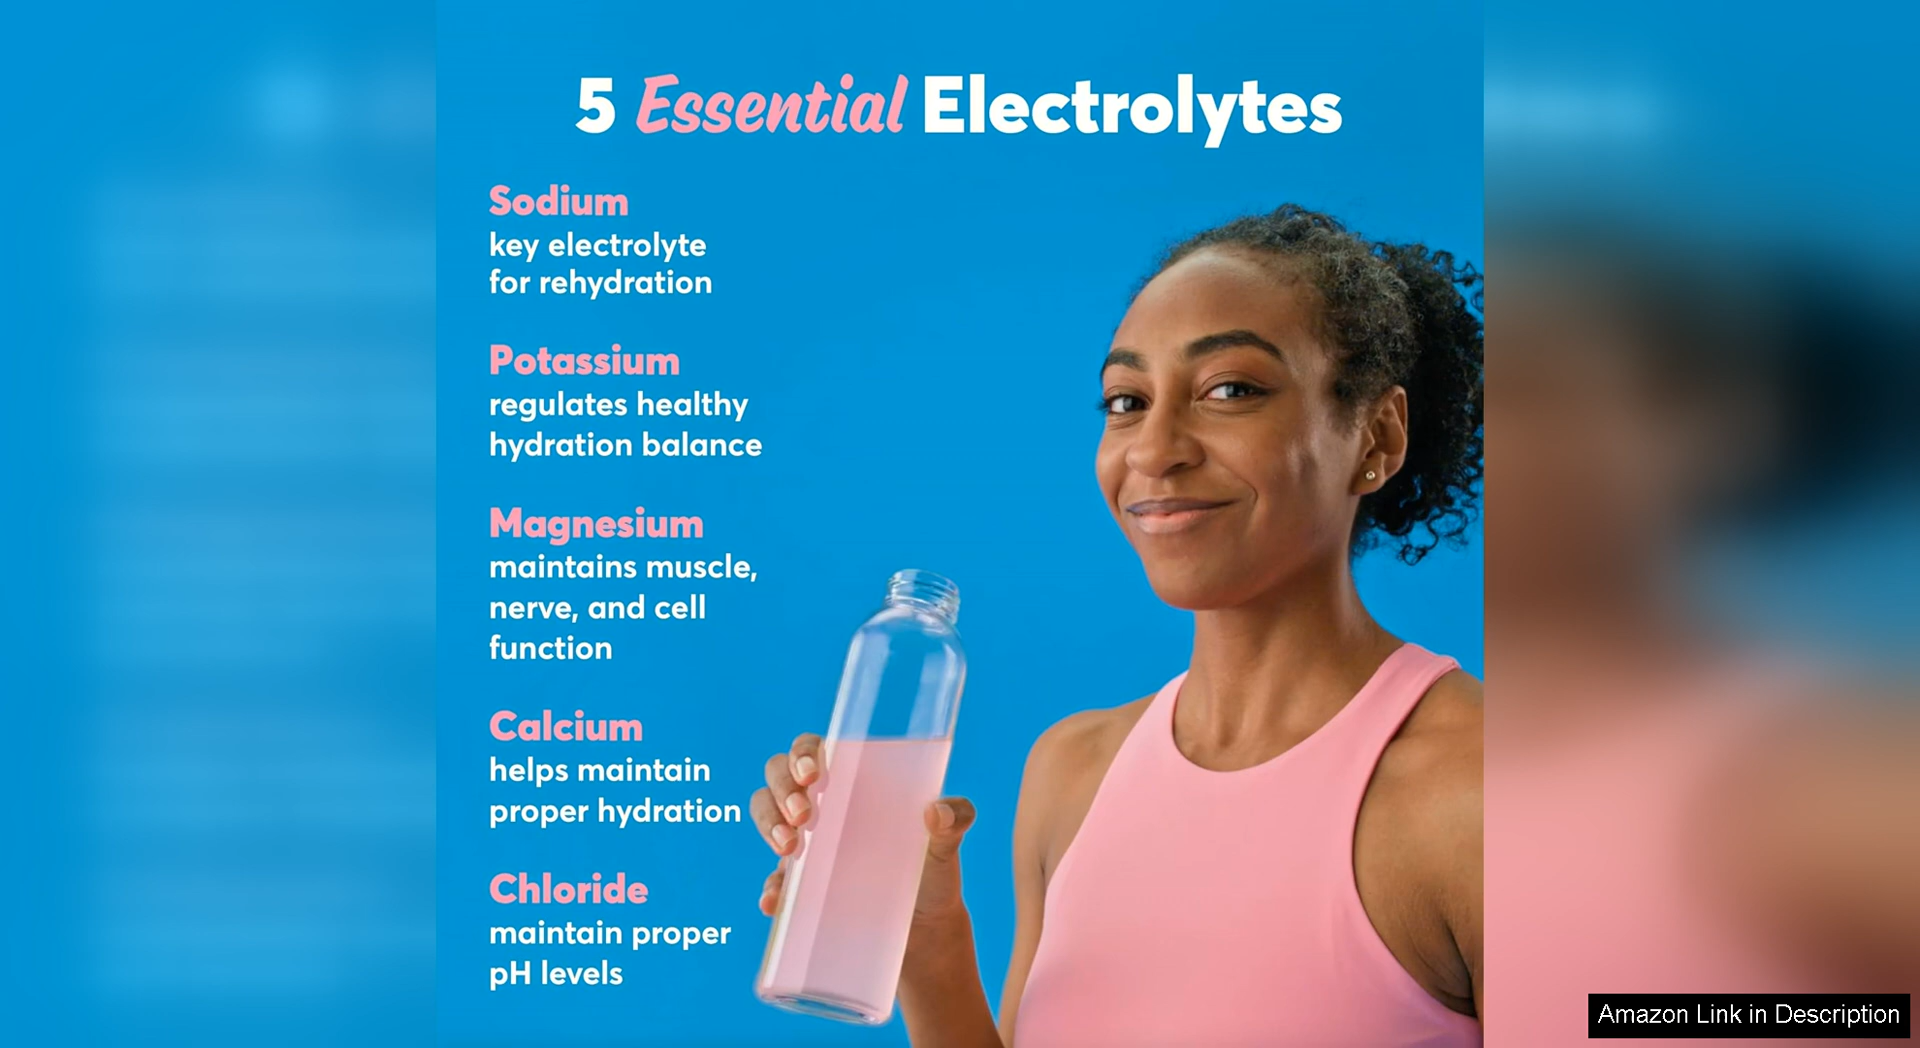 5 Essential Electrolytes
Sodium
key electrolyte
for rehydration
Potassium
regulates healthy
hydration balance
Magnesium
maintains muscle,
nerve, and cell
function
Calcium
helps maintain
proper hydration
Chloride
maintain proper
pH levels
Amazon Link in Description